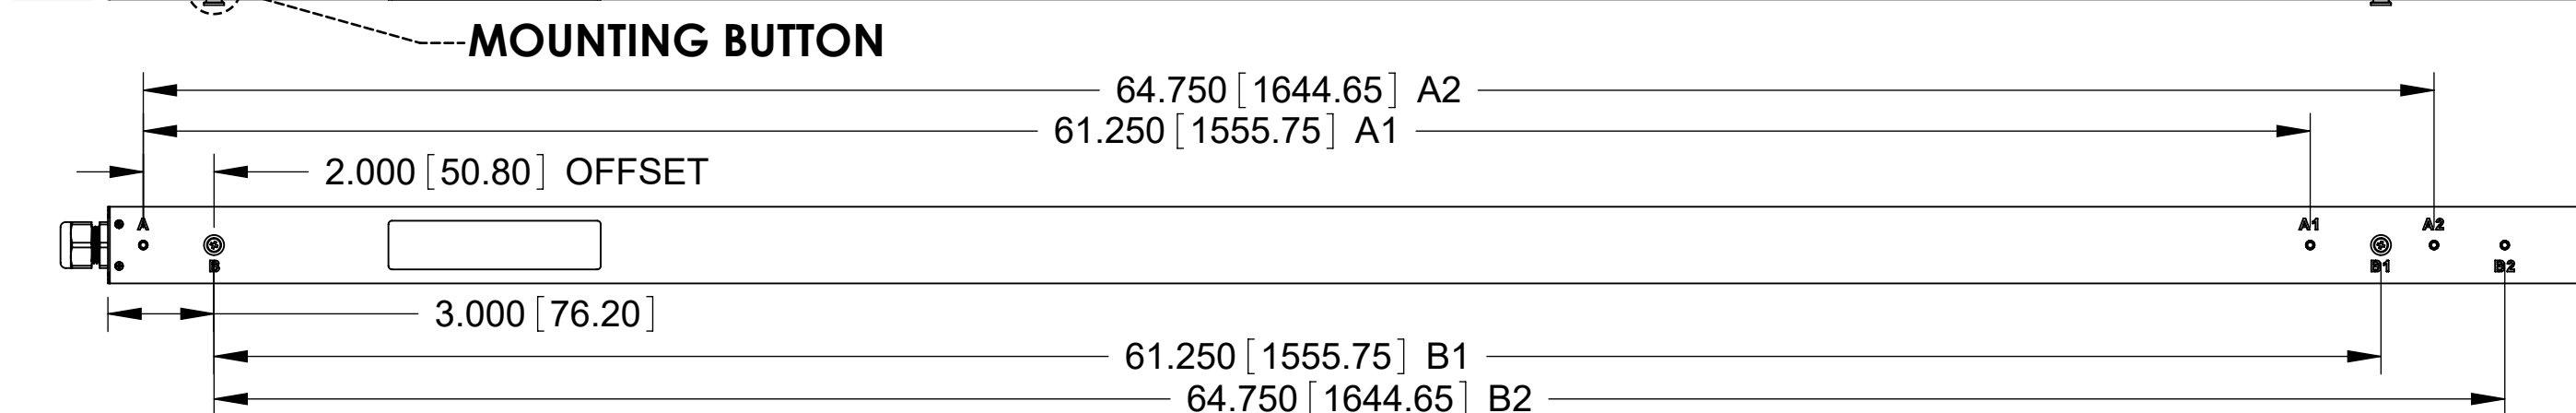 MOUNTING BUTTON
64.750 [1644.65] A2
61.250 [1555.75] A1
2.000 [50.80] OFFSET
A
A1
A2
B
B1
B2
3.000 [76.20]
61.250 [1555.75] B1
64.750 [1644.65] B2